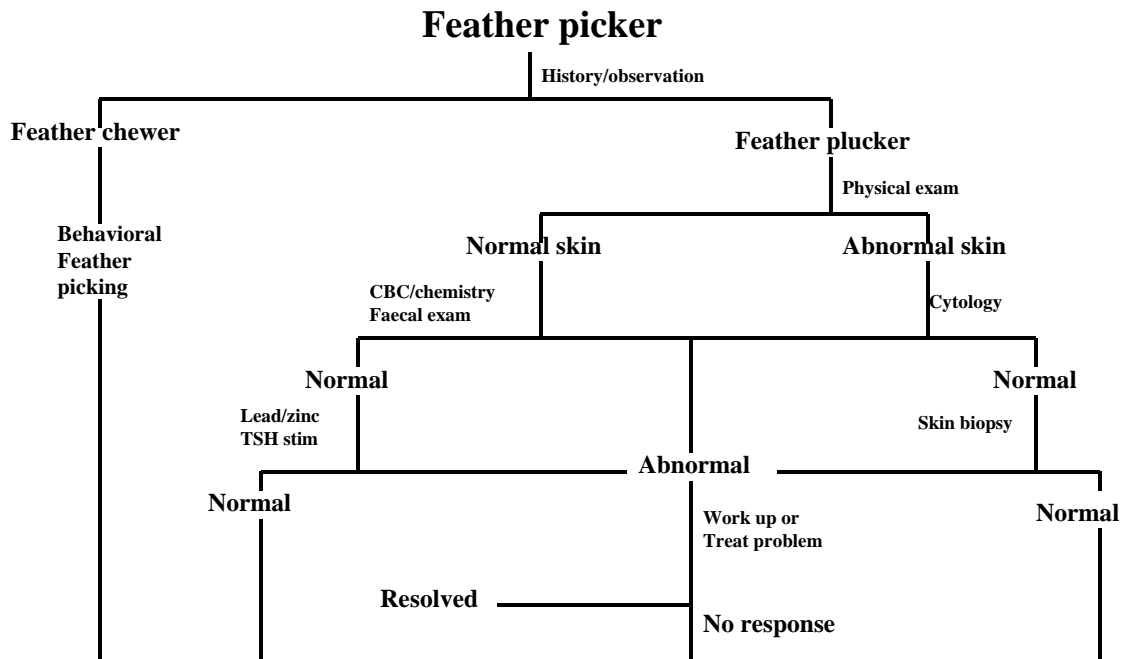 Feather picker
History/observation
Feather chewer
Feather plucker
Physical exam
Behavioral
Feather
picking
Normal skin
Abnormal skin
CBC/chemistry
Faecal exam
Cytology
Normal
Normal
Lead/zinc
TSH stim
Skin biopsy
Abnormal
Normal
Normal
Work up or
Treat problem
Resolved
No response